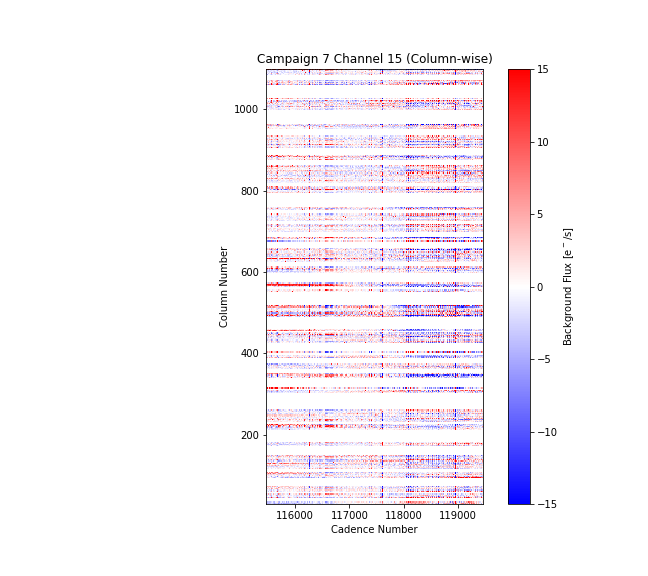 Campaign 7 Channel 15 (Column-wise)
1000
800
600
400
200
Column Number
116000 117000 118000 119000
Cadence Number
15
10
5
0
−5
−10
−15
Background Flux [e⁻/s]